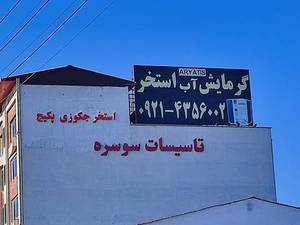 ARYATIS
گرمایش آب استخر
۰۹۲۱-۴۳۵۶۰۰۲
استخر جکوزی پکیج
تاسیسات سوسره